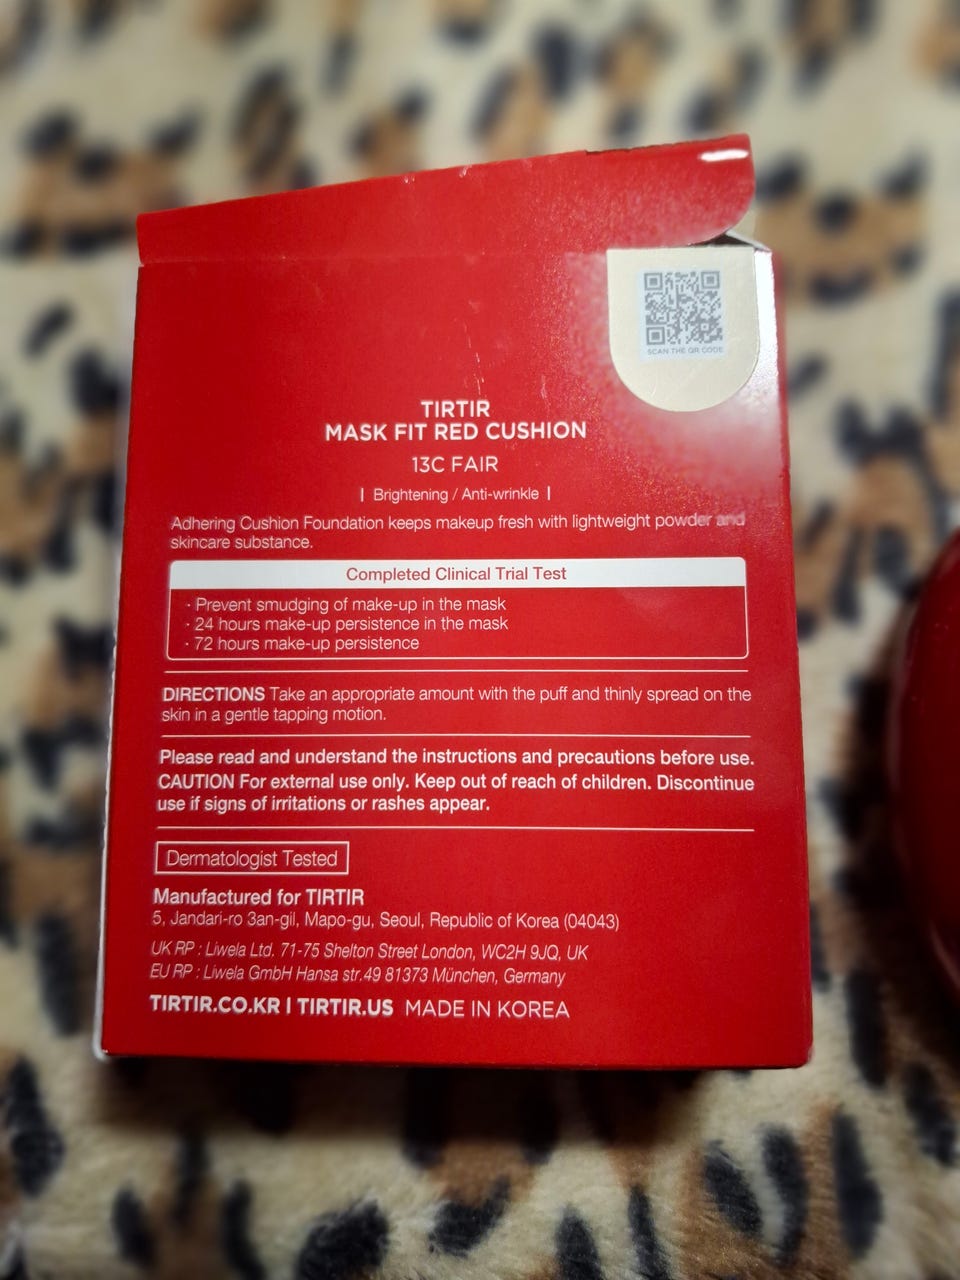 SCAN THE QR CODE
TIRTIR
MASK FIT RED CUSHION
13C FAIR
| Brightening / Anti-wrinkle |
Adhering Cushion Foundation keeps makeup fresh with lightweight powder and
skincare substance.
Completed Clinical Trial Test
· Prevent smudging of make-up in the mask
· 24 hours make-up persistence in the mask
· 72 hours make-up persistence
DIRECTIONS Take an appropriate amount with the puff and thinly spread on the
skin in a gentle tapping motion.
Please read and understand the instructions and precautions before use.
CAUTION For external use only. Keep out of reach of children. Discontinue
use if signs of irritations or rashes appear.
Dermatologist Tested
Manufactured for TIRTIR
5, Jandari-ro 3an-gil, Mapo-gu, Seoul, Republic of Korea (04043)
UK RP : Liwela Ltd. 71-75 Shelton Street London, WC2H 9JQ, UK
EU RP : Liwela GmbH Hansa str.49 81373 München, Germany
TIRTIR.CO.KR | TIRTIR.US MADE IN KOREA